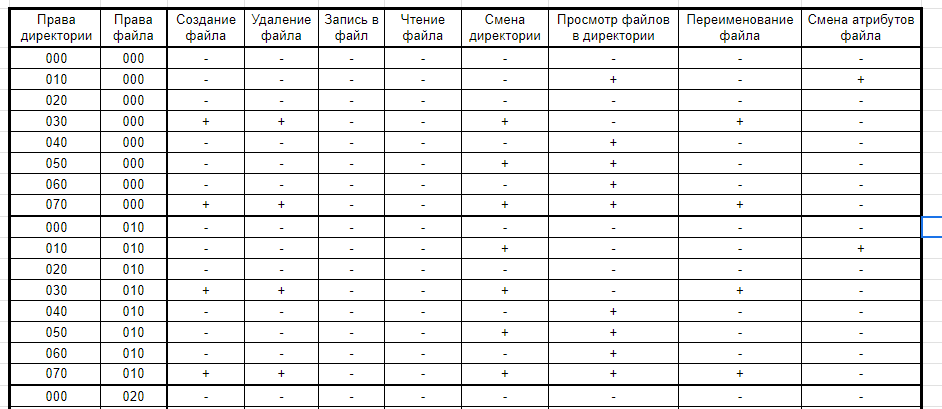 Права директории Права файла Создание файла Удаление файла Запись в файл Чтение файла Смена директории Просмотр файлов в директории Переименование файла Смена атрибутов файла
000 000 - - - - - - - -
010 000 - - - - - + - +
020 000 - - - - - - - -
030 000 + + - - + - + -
040 000 - - - - - + - -
050 000 - - - - + + - -
060 000 - - - - - + - -
070 000 + + - - + + + -
000 010 - - - - - - - -
010 010 - - - - + - - +
020 010 - - - - - - - -
030 010 + + - - + - + -
040 010 - - - - - + - -
050 010 - - - - + + - -
060 010 - - - - - + - -
070 010 + + - - + + + -
000 020 - - - - - - - -